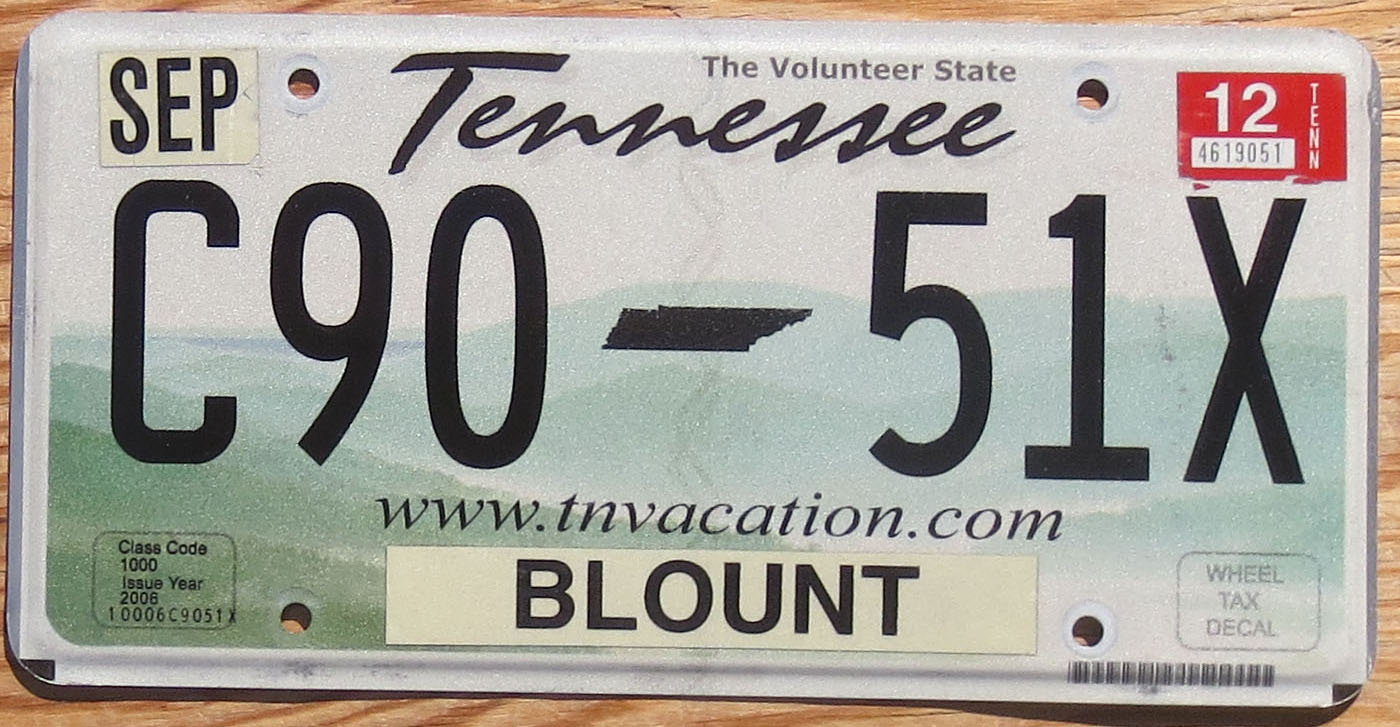 SEP
The Volunteer State
Tennessee
12
TENN
4619051
C90 51X
www.tnvacation.com
Class Code
1000
Issue Year
2006
10006C9051X
BLOUNT
WHEEL
TAX
DECAL